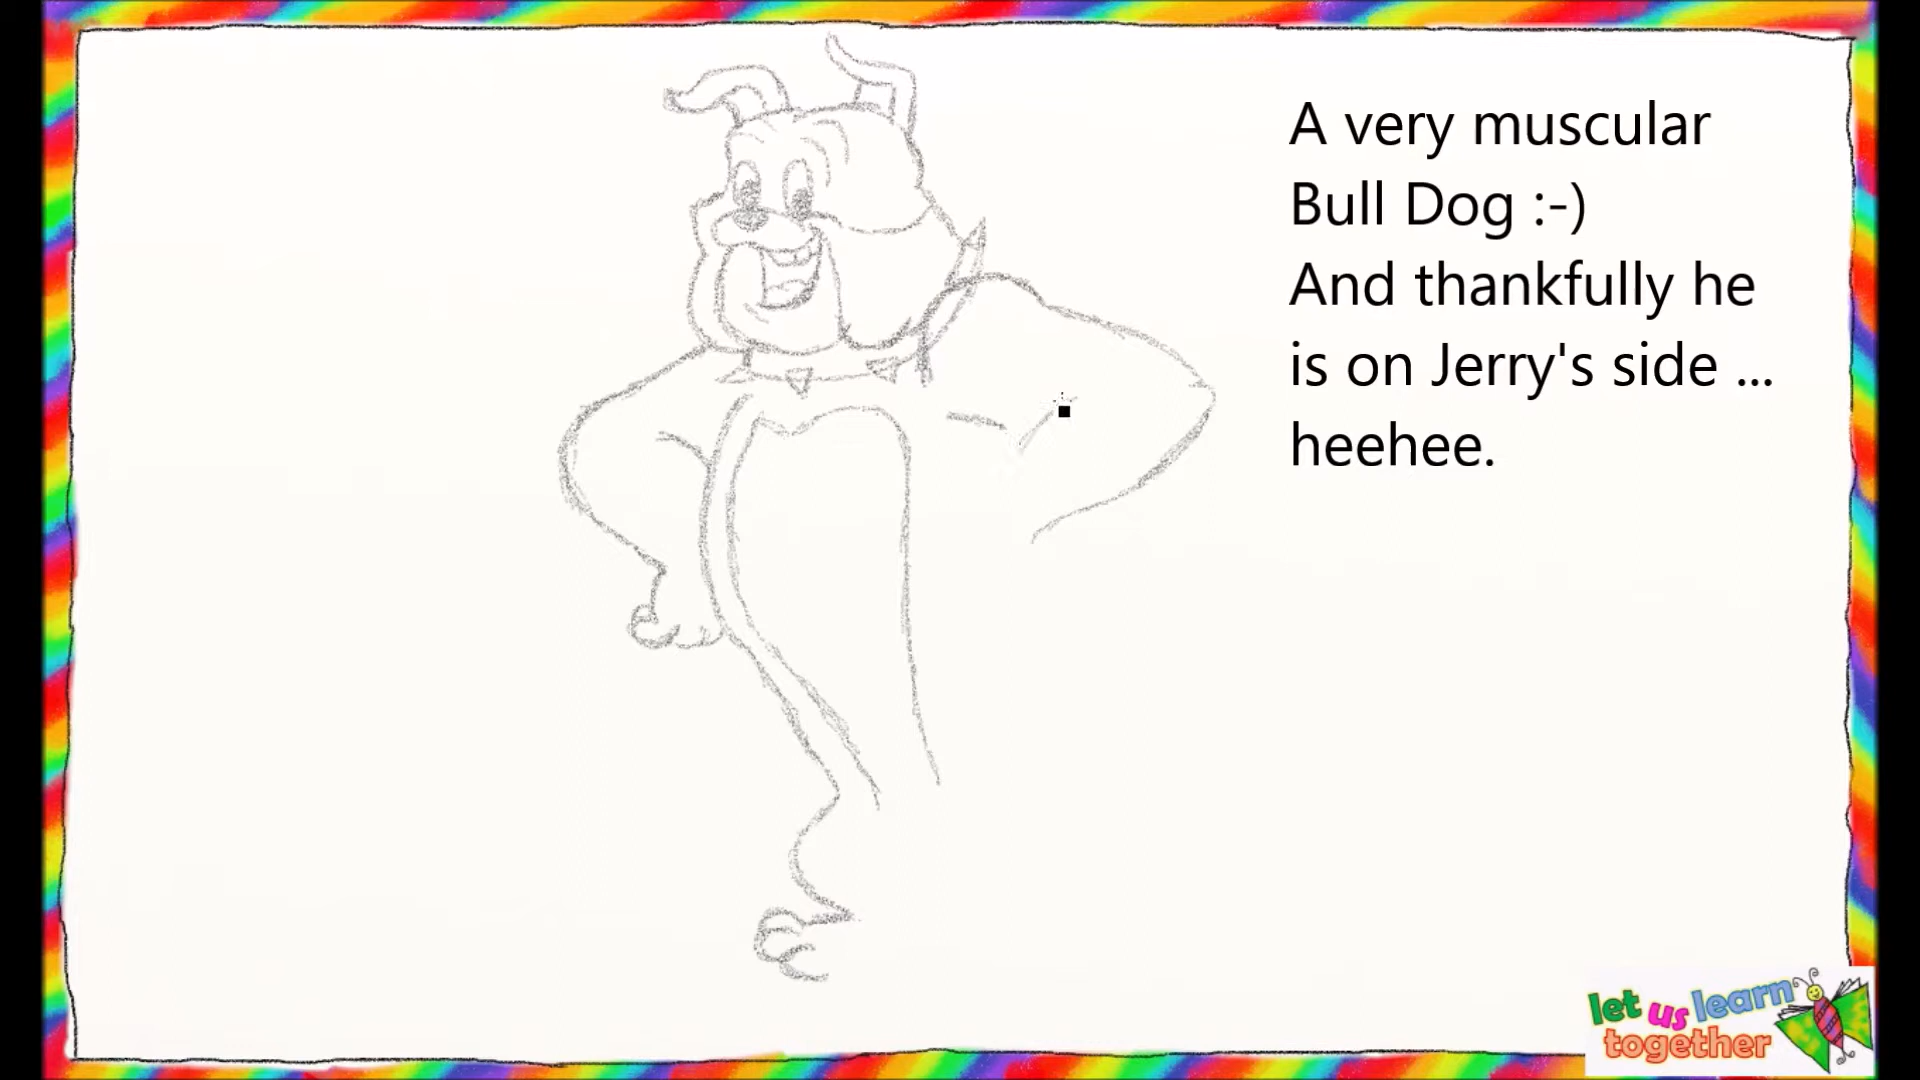 A very muscular
Bull Dog :-)
And thankfully he
is on Jerry's side ...
heehee.
let us learn
together